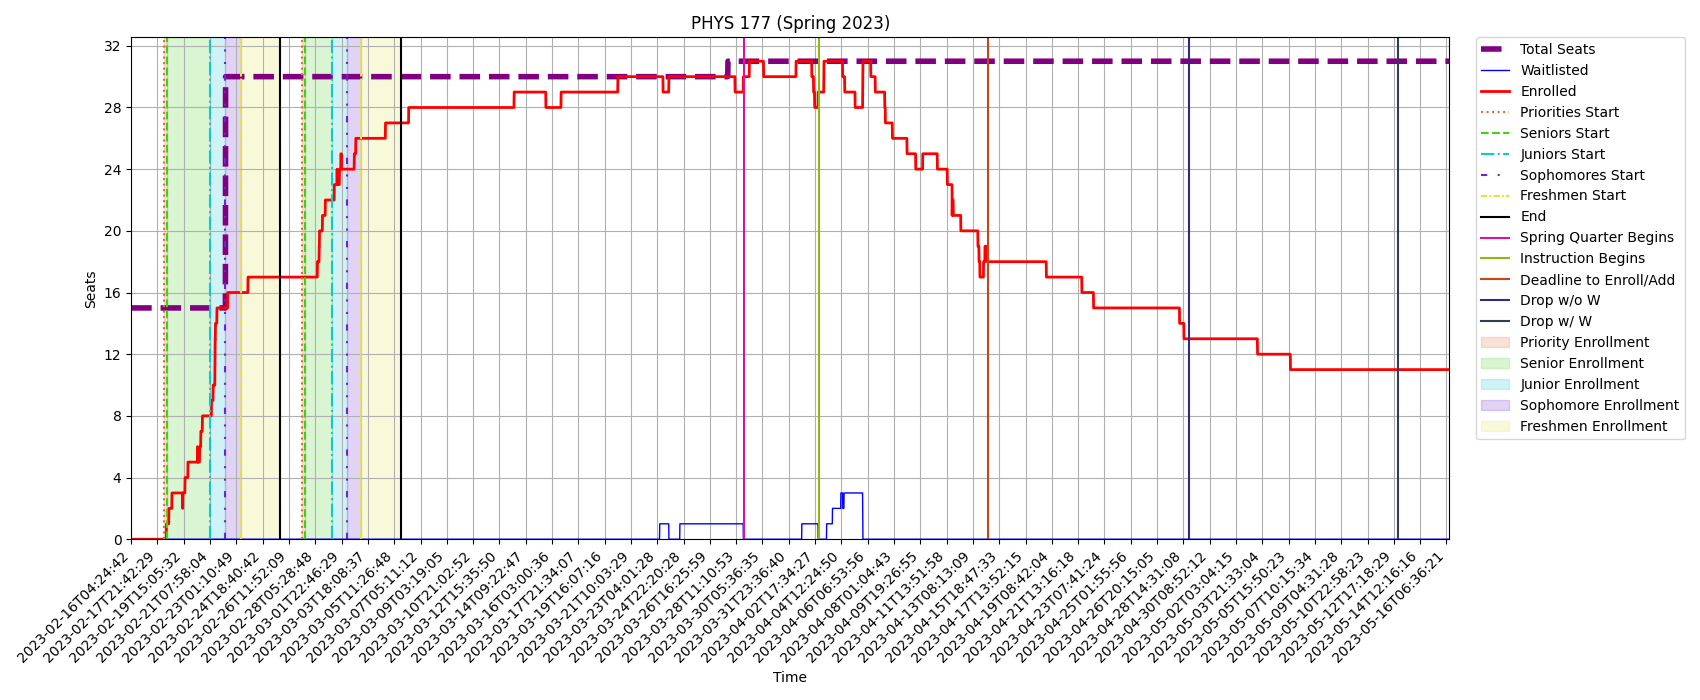 PHYS 177 (Spring 2023)
Seats
32
28
24
20
16
12
8
4
0
2023-02-16T04:24:42
2023-02-17T21:42:29
2023-02-19T15:05:32
2023-02-21T07:58:04
2023-02-23T01:10:49
2023-02-24T18:40:42
2023-02-26T11:52:09
2023-02-28T05:28:48
2023-03-01T22:46:29
2023-03-03T18:08:37
2023-03-05T11:26:48
2023-03-07T05:11:12
2023-03-09T03:19:05
2023-03-10T21:02:52
2023-03-12T15:35:50
2023-03-14T09:22:47
2023-03-16T03:00:36
2023-03-17T21:34:07
2023-03-19T16:07:16
2023-03-21T10:03:29
2023-03-23T04:01:28
2023-03-24T22:20:28
2023-03-26T16:25:59
2023-03-28T11:10:53
2023-03-30T05:36:35
2023-03-31T23:36:40
2023-04-02T17:34:27
2023-04-04T12:24:50
2023-04-06T06:53:56
2023-04-08T01:04:43
2023-04-09T19:26:55
2023-04-11T13:51:58
2023-04-13T08:13:09
2023-04-15T18:47:33
2023-04-17T13:52:15
2023-04-19T08:42:04
2023-04-21T13:16:18
2023-04-23T07:41:24
2023-04-25T01:55:56
2023-04-26T20:15:05
2023-04-28T14:31:08
2023-04-30T08:52:12
2023-05-02T03:04:15
2023-05-03T21:33:04
2023-05-05T15:50:23
2023-05-07T10:15:34
2023-05-09T04:31:28
2023-05-10T22:58:23
2023-05-12T17:18:29
2023-05-14T12:16:16
2023-05-16T06:36:21
Time
Total Seats
Waitlisted
Enrolled
Priorities Start
Seniors Start
Juniors Start
Sophomores Start
Freshmen Start
End
Spring Quarter Begins
Instruction Begins
Deadline to Enroll/Add
Drop w/o W
Drop w/ W
Priority Enrollment
Senior Enrollment
Junior Enrollment
Sophomore Enrollment
Freshmen Enrollment